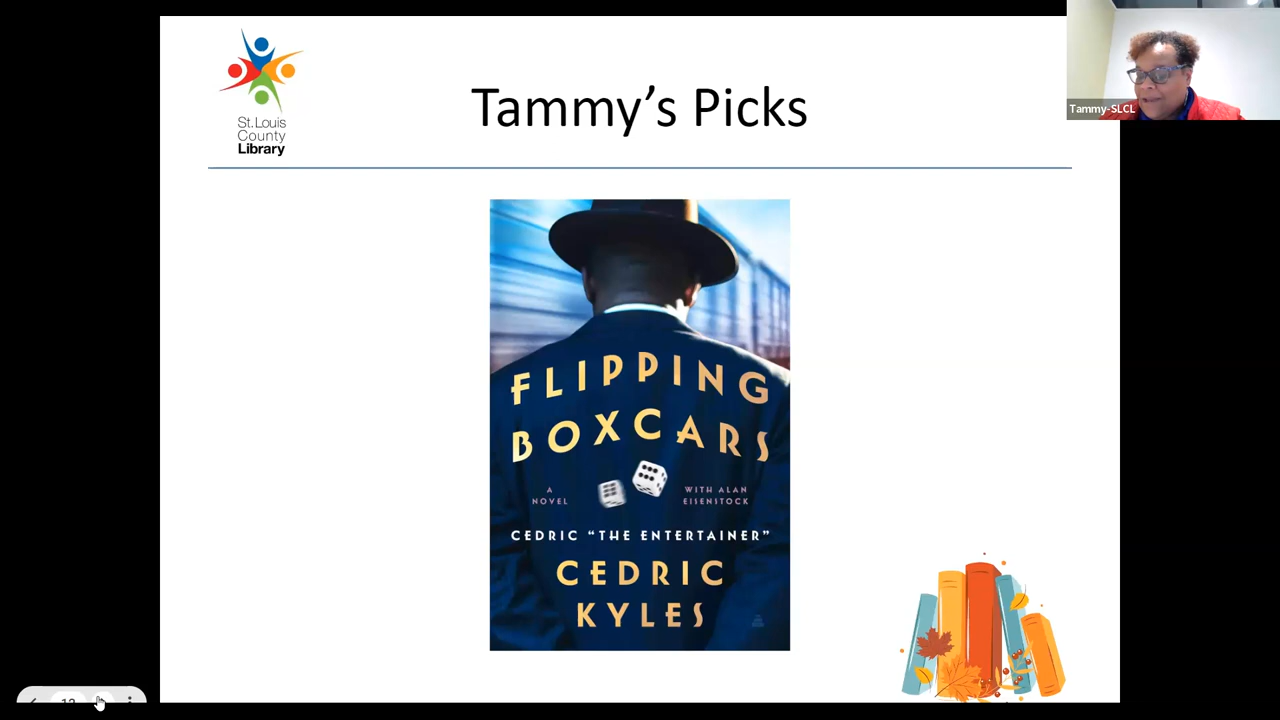 St.Louis
County
Library
Tammy's Picks
Tammy-SLCL
FLIPPING
BOXCARS
A
NOVEL
WITH ALAN
EISENSTOCK
CEDRIC "THE ENTERTAINER"
CEDRIC
KYLES